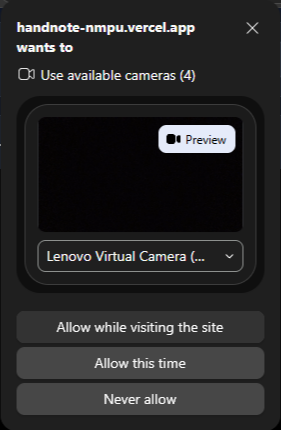 handnote-nmpu.vercel.app
wants to
Use available cameras (4)
Preview
Lenovo Virtual Camera (...
Allow while visiting the site
Allow this time
Never allow